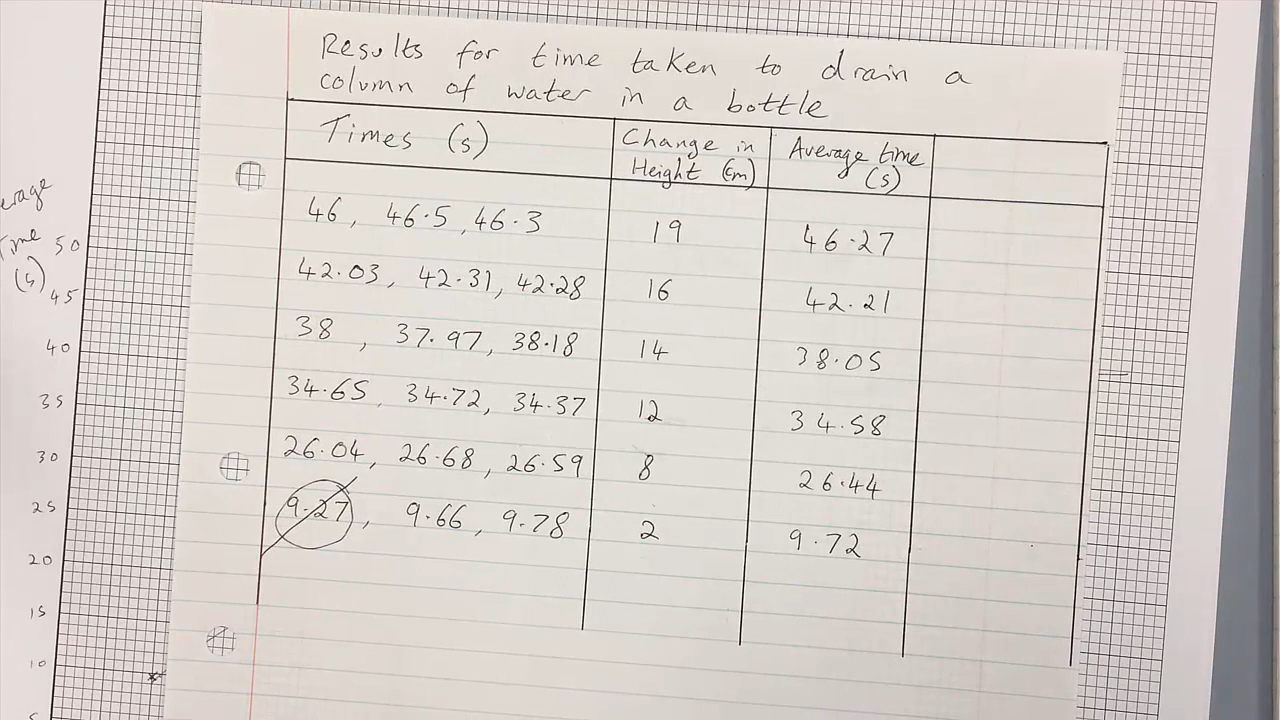 Results for time taken to drain a
column of water in a bottle
Times (s)
Change in
Height (cm)
Average time
(s)
46, 46.5, 46.3 19 46.27
42.03, 42.31, 42.28 16 42.21
38, 37.97, 38.18 14 38.05
34.65, 34.72, 34.37 12 34.58
26.04, 26.68, 26.59 8 26.44
9.27, 9.66, 9.78 2 9.72
erage
Time
(s)
50
45
40
35
30
25
20
15
10
5